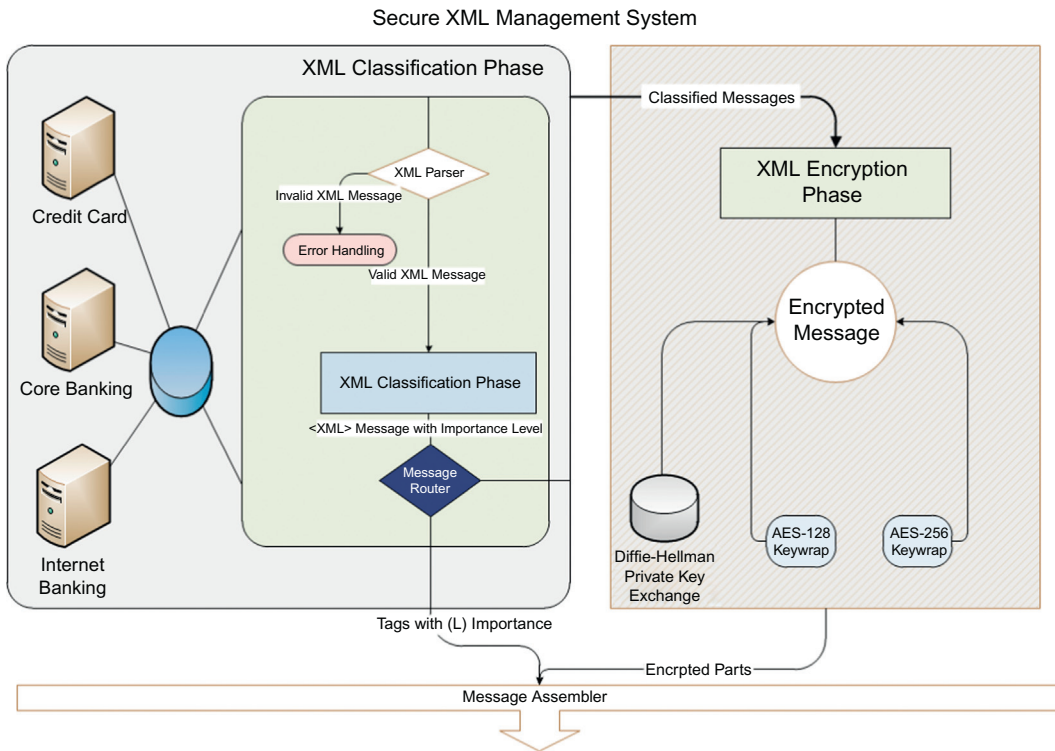 Secure XML Management System
XML Classification Phase
Credit Card
Core Banking
Internet
Banking
XML Parser
Invalid XML Message
Error Handling
Valid XML Message
XML Classification Phase
<XML> Message with Importance Level
Message
Router
Tags with (L) Importance
Classified Messages
XML Encryption
Phase
Encrypted
Message
Diffie-Hellman
Private Key
Exchange
AES-128
Keywrap
AES-256
Keywrap
Encrpted Parts
Message Assembler